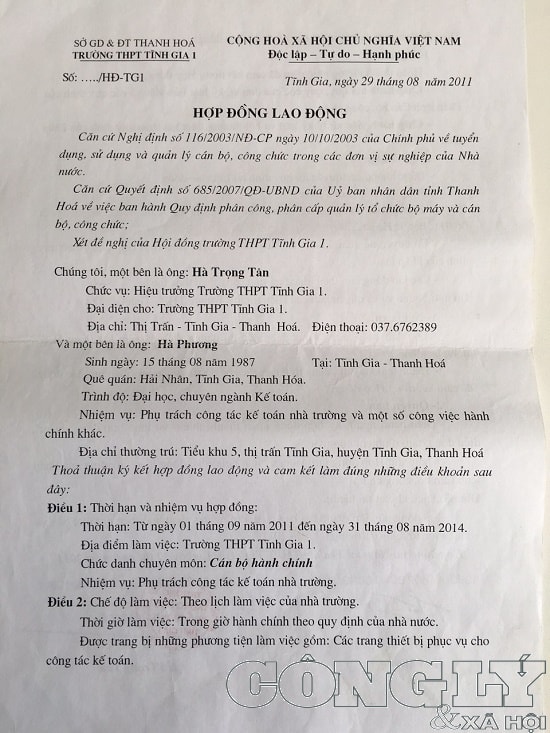 SỞ GD & ĐT THANH HOÁ
TRƯỜNG THPT TĨNH GIA 1
Số: …../HĐ-TG1
CỘNG HOÀ XÃ HỘI CHỦ NGHĨA VIỆT NAM
Độc lập – Tự do – Hạnh phúc
Tĩnh Gia, ngày 29 tháng 08 năm 2011
HỢP ĐỒNG LAO ĐỘNG
Căn cứ Nghị định số 116/2003/NĐ-CP ngày 10/10/2003 của Chính phủ về tuyển
dụng, sử dụng và quản lý cán bộ, công chức trong các đơn vị sự nghiệp của Nhà
nước.
Căn cứ Quyết định số 685/2007/QĐ-UBND của Uỷ ban nhân dân tỉnh Thanh
Hoá về việc ban hành Quy định phân công, phân cấp quản lý tổ chức bộ máy và cán
bộ, công chức;
Xét đề nghị của Hội đồng trường THPT Tĩnh Gia 1.
Chúng tôi, một bên là ông: Hà Trọng Tân
Chức vụ: Hiệu trưởng Trường THPT Tĩnh Gia 1.
Đại diện cho: Trường THPT Tĩnh Gia 1.
Địa chỉ: Thị Trấn - Tĩnh Gia - Thanh Hoá. Điện thoại: 037.6762389
Và một bên là ông: Hà Phương
Sinh ngày: 15 tháng 08 năm 1987 Tại: Tĩnh Gia - Thanh Hoá
Quê quán: Hải Nhân, Tĩnh Gia, Thanh Hóa.
Trình độ: Đại học, chuyên ngành Kế toán.
Nhiệm vụ: Phụ trách công tác kế toán nhà trường và một số công việc hành
chính khác.
Địa chỉ thường trú: Tiểu khu 5, thị trấn Tĩnh Gia, huyện Tĩnh Gia, Thanh Hoá
Thoả thuận ký kết hợp đồng lao động và cam kết làm đúng những điều khoản sau
đây:
Điều 1: Thời hạn và nhiệm vụ hợp đồng:
Thời hạn: Từ ngày 01 tháng 09 năm 2011 đến ngày 31 tháng 08 năm 2014.
Địa điểm làm việc: Trường THPT Tĩnh Gia 1.
Chức danh chuyên môn: Cán bộ hành chính
Nhiệm vụ: Phụ trách công tác kế toán nhà trường.
Điều 2: Chế độ làm việc: Theo lịch làm việc của nhà trường.
Thời giờ làm việc: Trong giờ hành chính theo quy định của nhà nước.
Được trang bị những phương tiện làm việc gồm: Các trang thiết bị phục vụ cho
công tác kế toán.
CÔNG LÝ
& XÃ HỘI